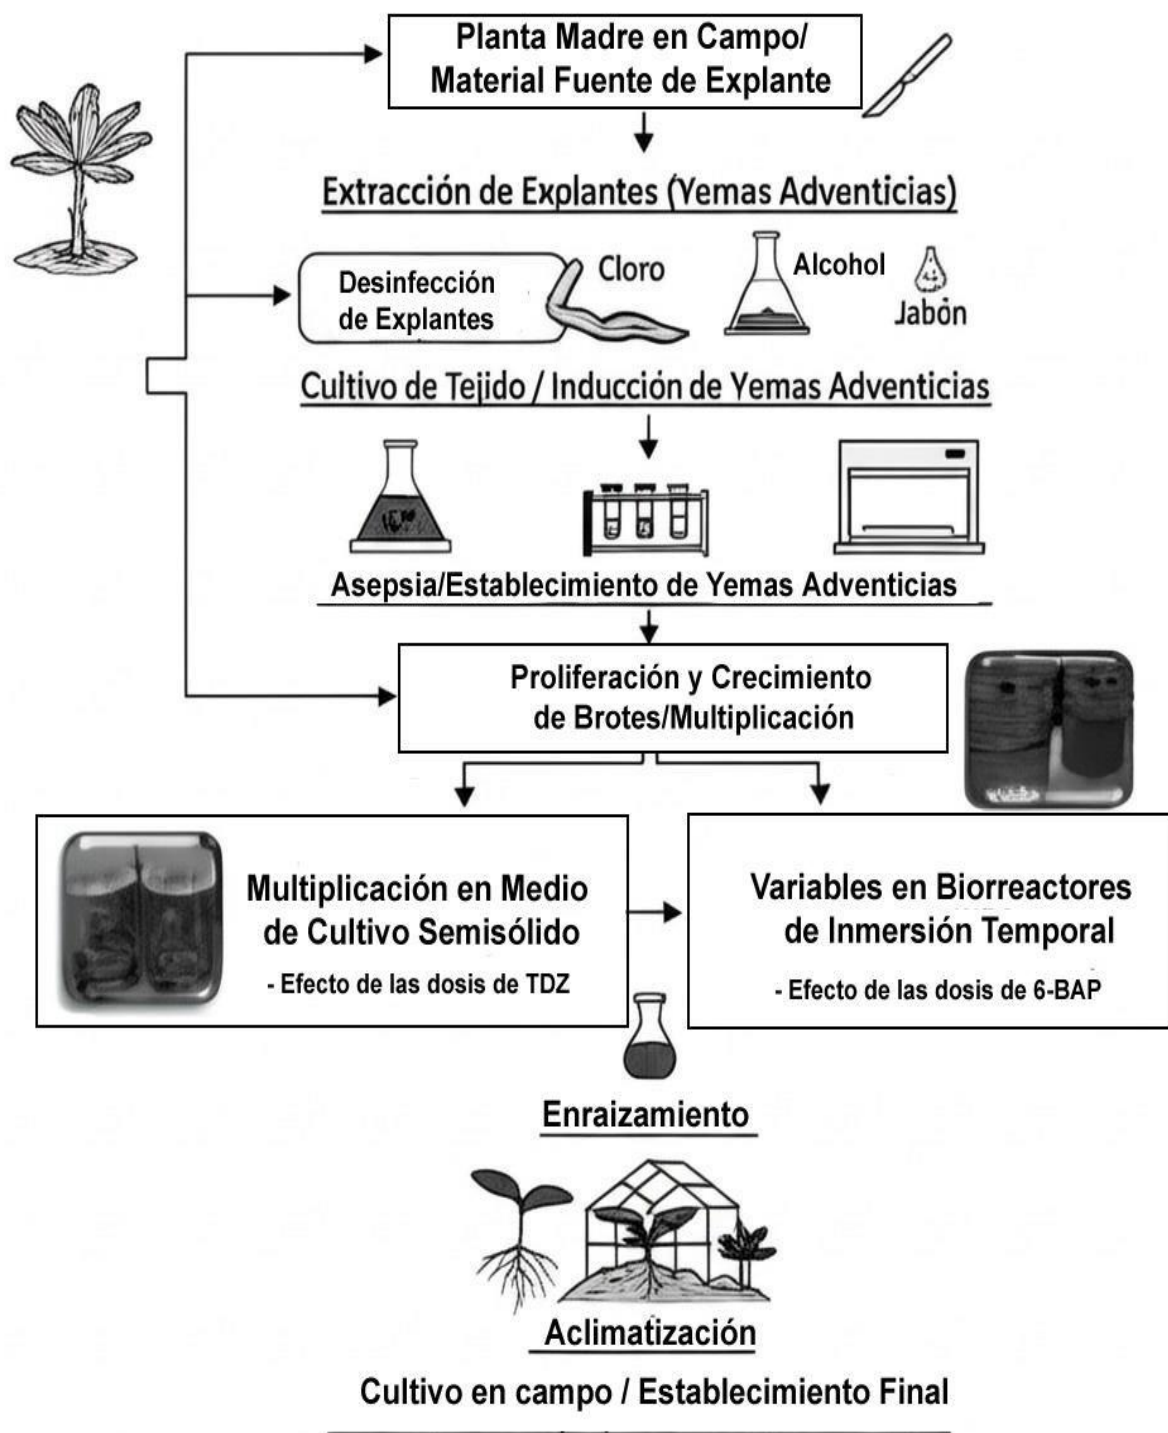 Planta Madre en Campo/
Material Fuente de Explante
Extracción de Explantes (Yemas Adventicias)
Desinfección
de Explantes
Cloro
Alcohol
Jabón
Cultivo de Tejido / Inducción de Yemas Adventicias
Asepsia/Establecimiento de Yemas Adventicias
Proliferación y Crecimiento
de Brotes/Multiplicación
Multiplicación en Medio
de Cultivo Semisólido
- Efecto de las dosis de TDZ
Variables en Biorreactores
de Inmersión Temporal
- Efecto de las dosis de 6-BAP
Enraizamiento
Aclimatización
Cultivo en campo / Establecimiento Final